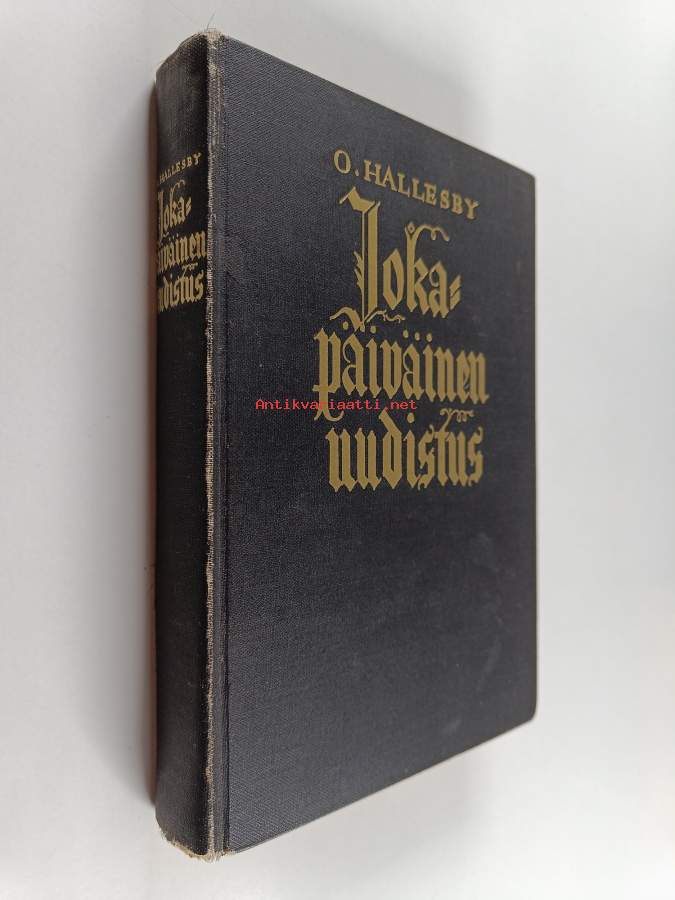 O. HALLESBY
Joka-
päiväinen
uudistus
O. HALLESBY
Joka-
päiväinen
uudistus
Antikvariaatti.net